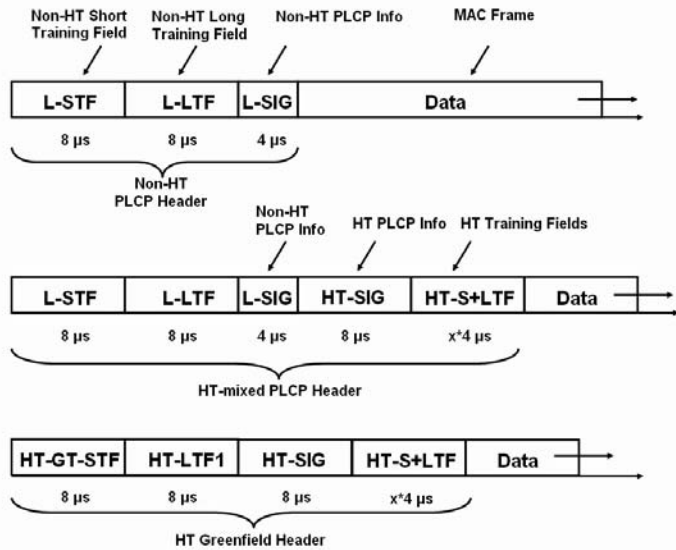 Non-HT Short
Training Field
Non-HT Long
Training Field
Non-HT PLCP Info
MAC Frame
L-STF
L-LTF
L-SIG
Data
8 µs
8 µs
4 µs
Non-HT
PLCP Header
Non-HT
PLCP Info
HT PLCP Info
HT Training Fields
L-STF
L-LTF
L-SIG
HT-SIG
HT-S+LTF
Data
8 µs
8 µs
4 µs
8 µs
x*4 µs
HT-mixed PLCP Header
HT-GT-STF
HT-LTF1
HT-SIG
HT-S+LTF
Data
8 µs
8 µs
8 µs
x*4 µs
HT Greenfield Header